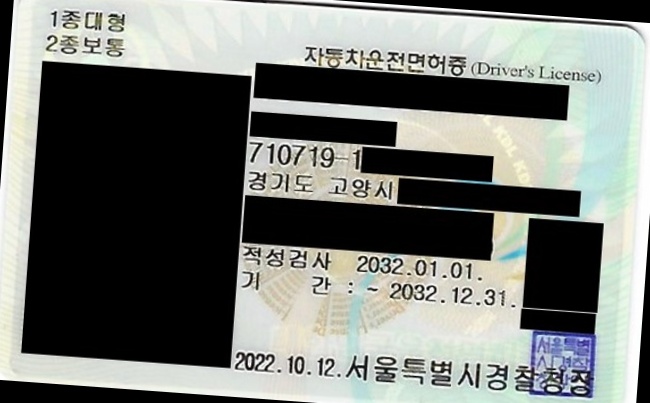 1종대형
2종보통
자동차운전면허증 (Driver's License)
710719-1
경기도 고양시
적성검사 2032.01.01.
기 간 : ~ 2032.12.31.
2022.10.12. 서울특별시경찰청장